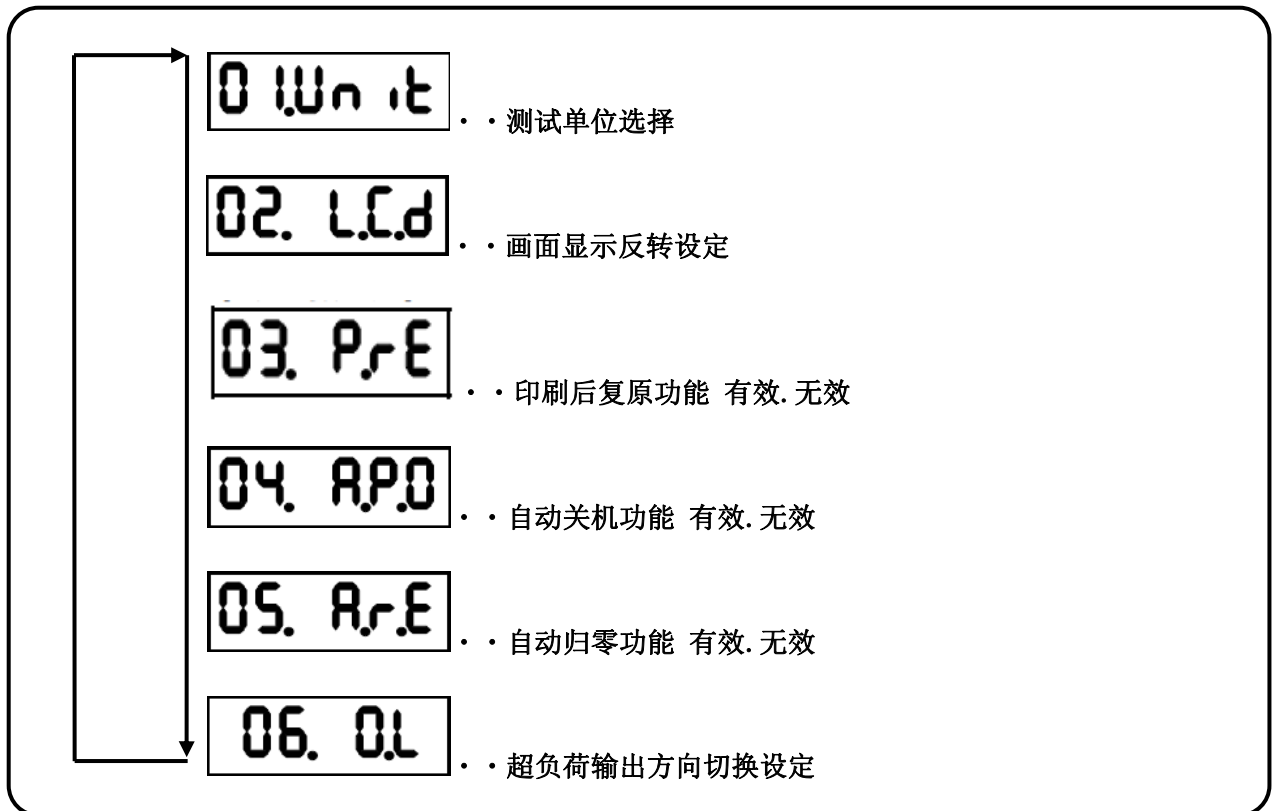 01.Unit
・・测试单位选择
02. L.C.d
・・画面显示反转设定
03. P.rE
・・印刷后复原功能 有效.无效
04. A.P.O
・・自动关机功能 有效.无效
05. A.r.E
・・自动归零功能 有效.无效
06. O.L
・・超负荷输出方向切换设定